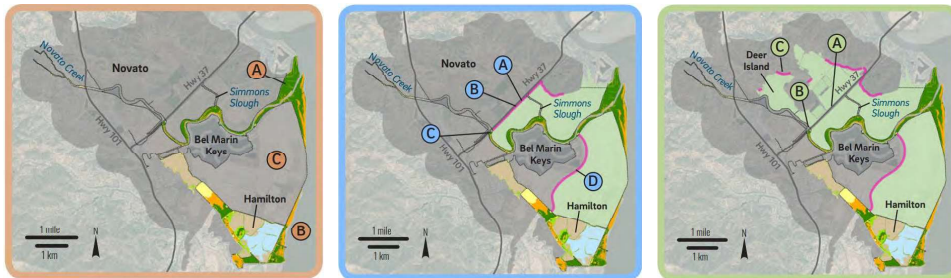 Novato Creek
Novato
A
Hwy 37
Simmons
Slough
Hwy 101
Bel Marin
Keys
C
Hamilton
B
1 mile
1 km
N
Novato Creek
Novato
A
B
Hwy 37
Simmons
Slough
C
Hwy 101
Bel Marin
Keys
D
Hamilton
1 mile
1 km
N
Novato Creek
Deer
Island
C
A
B
Hwy 37
Simmons
Slough
Hwy 101
Bel Marin
Keys
Hamilton
1 mile
1 km
N